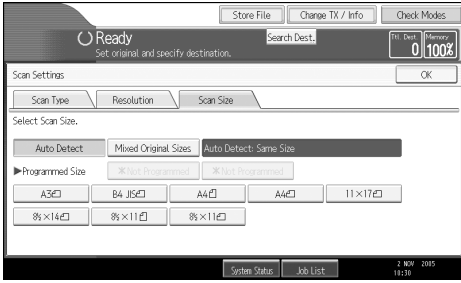 Store File Change TX / Info Check Modes
Ready Search Dest. Ttl. Dest. Memory
Set original and specify destination. 0 100%
Scan Settings OK
Scan Type Resolution Scan Size
Select Scan Size.
Auto Detect Mixed Original Sizes Auto Detect: Same Size
▶Programmed Size ※Not Programmed ※Not Programmed
A3 B4 JIS A4 A4 11×17
8½×14 8½×11 8½×11
System Status Job List 2 NOV 2005
10:30